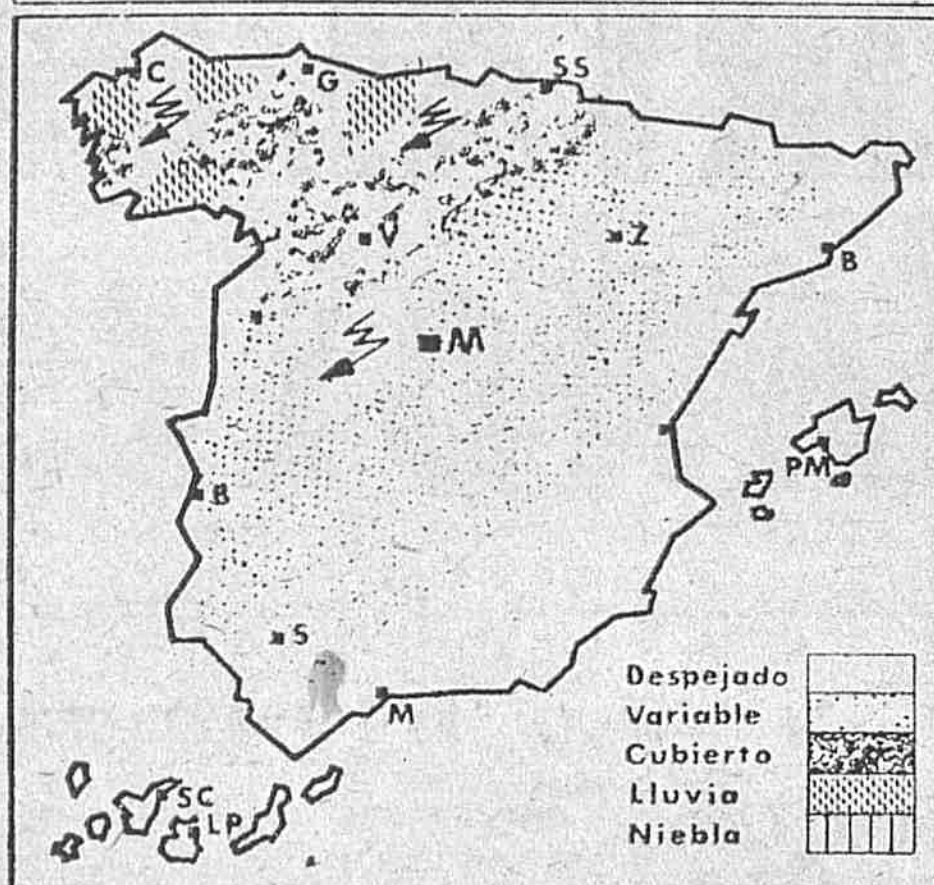 C
G
SS
V
Z
B
M
PM
B
S
M
SC
LP
Despejado
Variable
Cubierto
Lluvia
Niebla